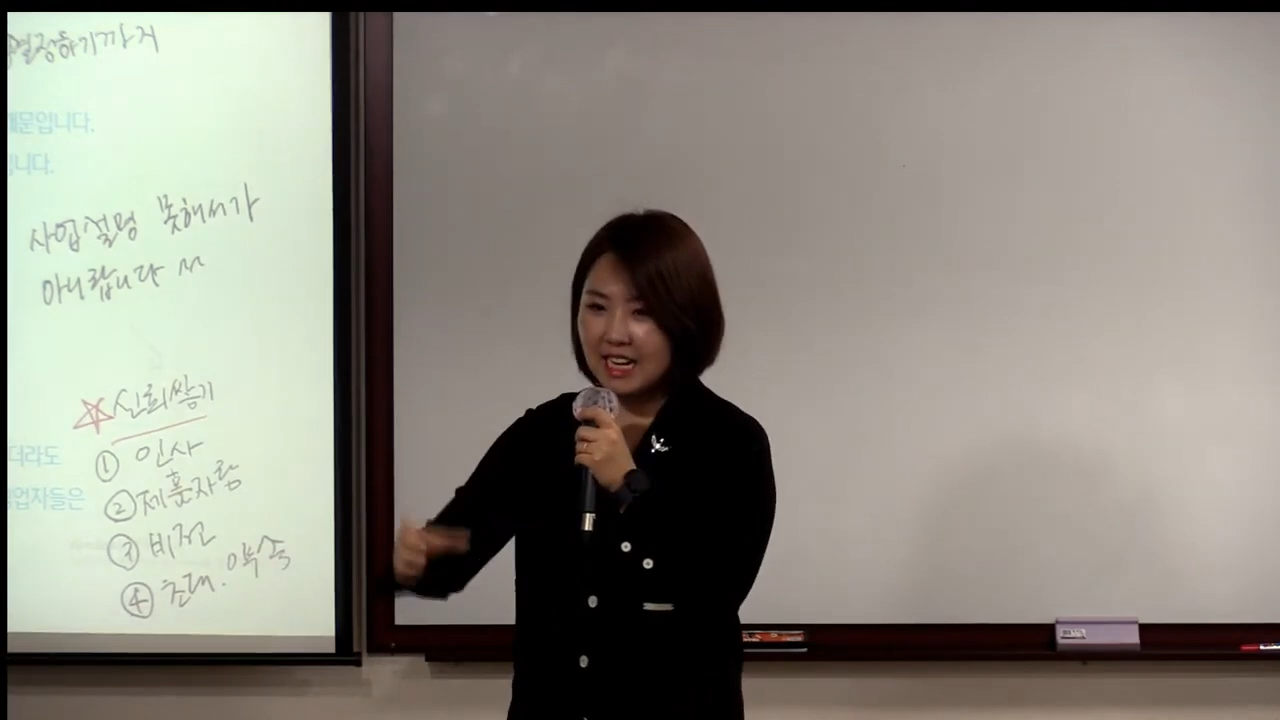 결정하기까지
때문입니다.
입니다.
사업설명 못해서가
아니랍니다
신뢰쌓기
① 인사
② 제품자랑
③ 비전
④ 초대.약속
더라도
업자들은